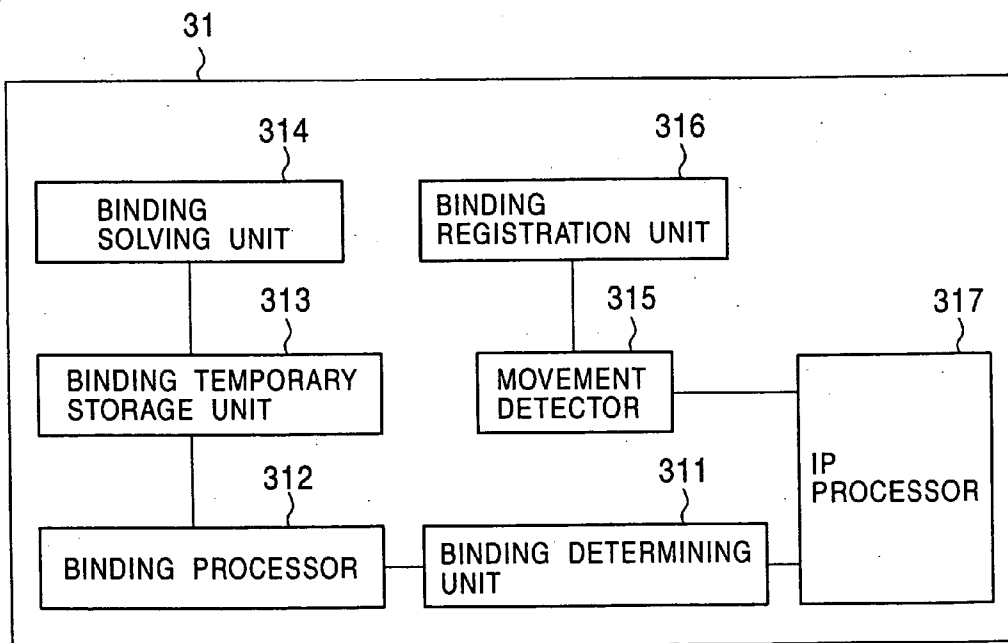 31
314
BINDING
SOLVING UNIT
316
BINDING
REGISTRATION UNIT
313
BINDING TEMPORARY
STORAGE UNIT
315
MOVEMENT
DETECTOR
317
IP
PROCESSOR
312
BINDING PROCESSOR
311
BINDING DETERMINING
UNIT